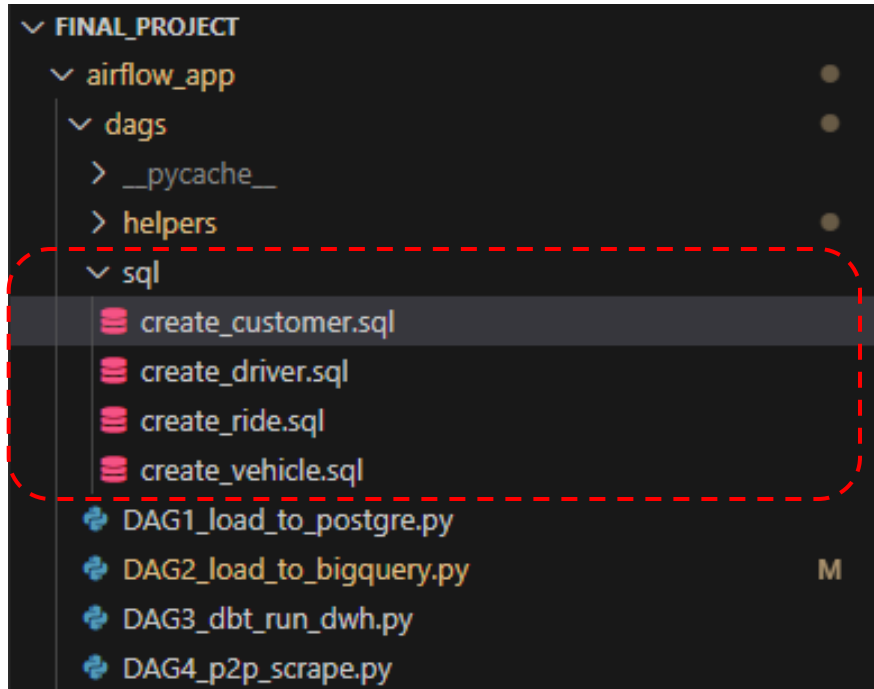 FINAL_PROJECT
airflow_app
dags
__pycache__
helpers
sql
create_customer.sql
create_driver.sql
create_ride.sql
create_vehicle.sql
DAG1_load_to_postgre.py
DAG2_load_to_bigquery.py M
DAG3_dbt_run_dwh.py
DAG4_p2p_scrape.py